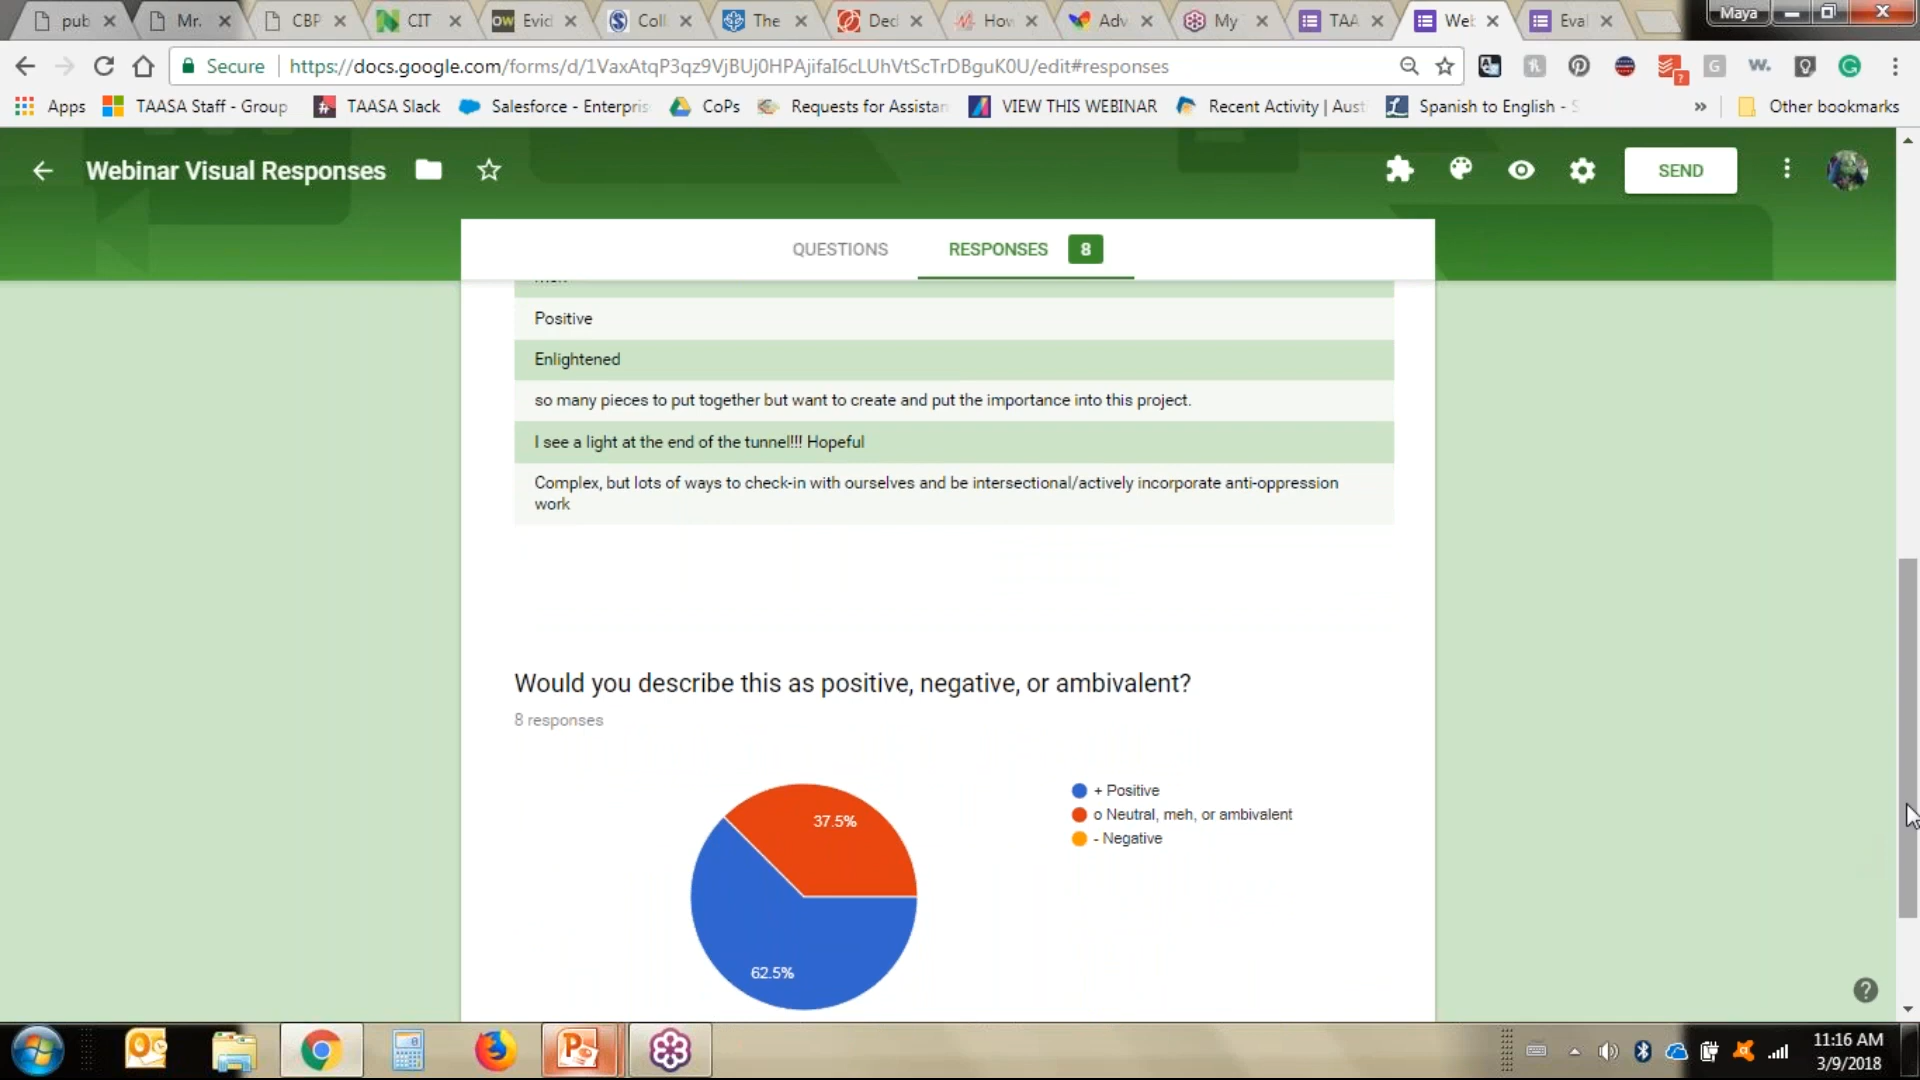 pub
Mr.
CBP
CIT
OW Evid
Coll
The
Ded
How
Adv
My
TAA
Web
Eval
Maya
Secure
https://docs.google.com/forms/d/1VaxAtqP3qz9VjBUj0HPAjifaI6cLUhVtScTrDBguK0U/edit#responses
Apps
TAASA Staff - Group
TAASA Slack
Salesforce - Enterpris
CoPs
Requests for Assistan
VIEW THIS WEBINAR
Recent Activity | Aust
Spanish to English - S
»
Other bookmarks
Webinar Visual Responses
SEND
QUESTIONS
RESPONSES 8
Positive
Enlightened
so many pieces to put together but want to create and put the importance into this project.
I see a light at the end of the tunnel!!! Hopeful
Complex, but lots of ways to check-in with ourselves and be intersectional/actively incorporate anti-oppression
work
Would you describe this as positive, negative, or ambivalent?
8 responses
37.5%
62.5%
+ Positive
o Neutral, meh, or ambivalent
- Negative
11:16 AM
3/9/2018